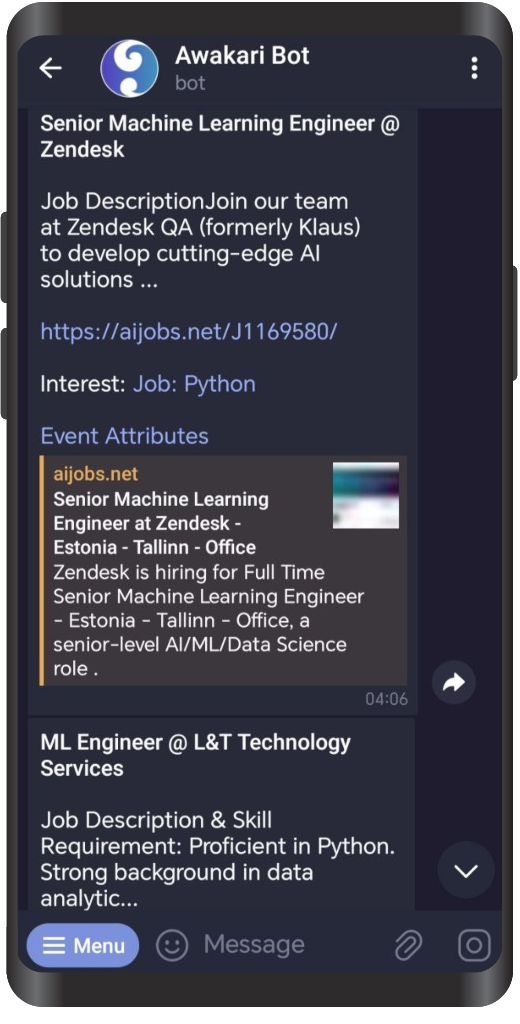 Awakari Bot
bot
Senior Machine Learning Engineer @
Zendesk
Job DescriptionJoin our team
at Zendesk QA (formerly Klaus)
to develop cutting-edge AI
solutions ...
https://aijobs.net/J1169580/
Interest: Job: Python
Event Attributes
aijobs.net
Senior Machine Learning
Engineer at Zendesk -
Estonia - Tallinn - Office
Zendesk is hiring for Full Time
Senior Machine Learning Engineer
- Estonia - Tallinn - Office, a
senior-level AI/ML/Data Science
role .
04:06
ML Engineer @ L&T Technology
Services
Job Description & Skill
Requirement: Proficient in Python.
Strong background in data
analytic...
Menu
Message